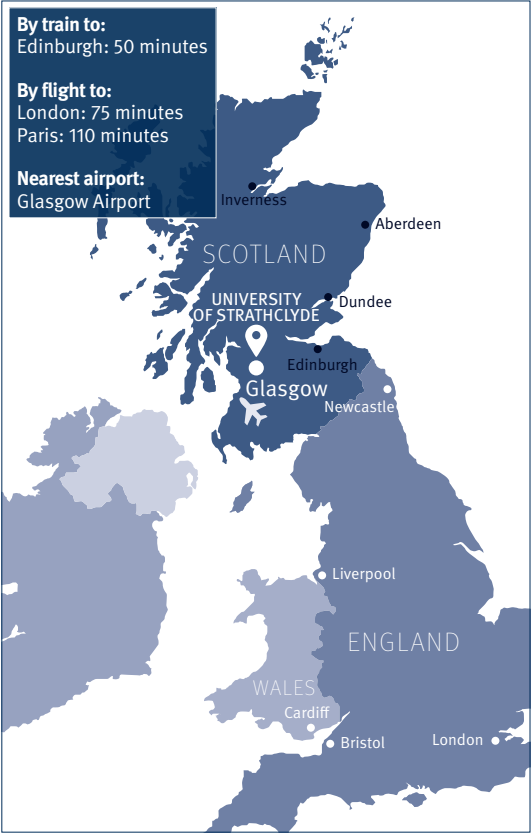 By train to:
Edinburgh: 50 minutes
By flight to:
London: 75 minutes
Paris: 110 minutes
Nearest airport:
Glasgow Airport
Inverness
Aberdeen
SCOTLAND
Dundee
UNIVERSITY
OF STRATHCLYDE
Edinburgh
Glasgow
Newcastle
Liverpool
ENGLAND
WALES
Cardiff
Bristol
London